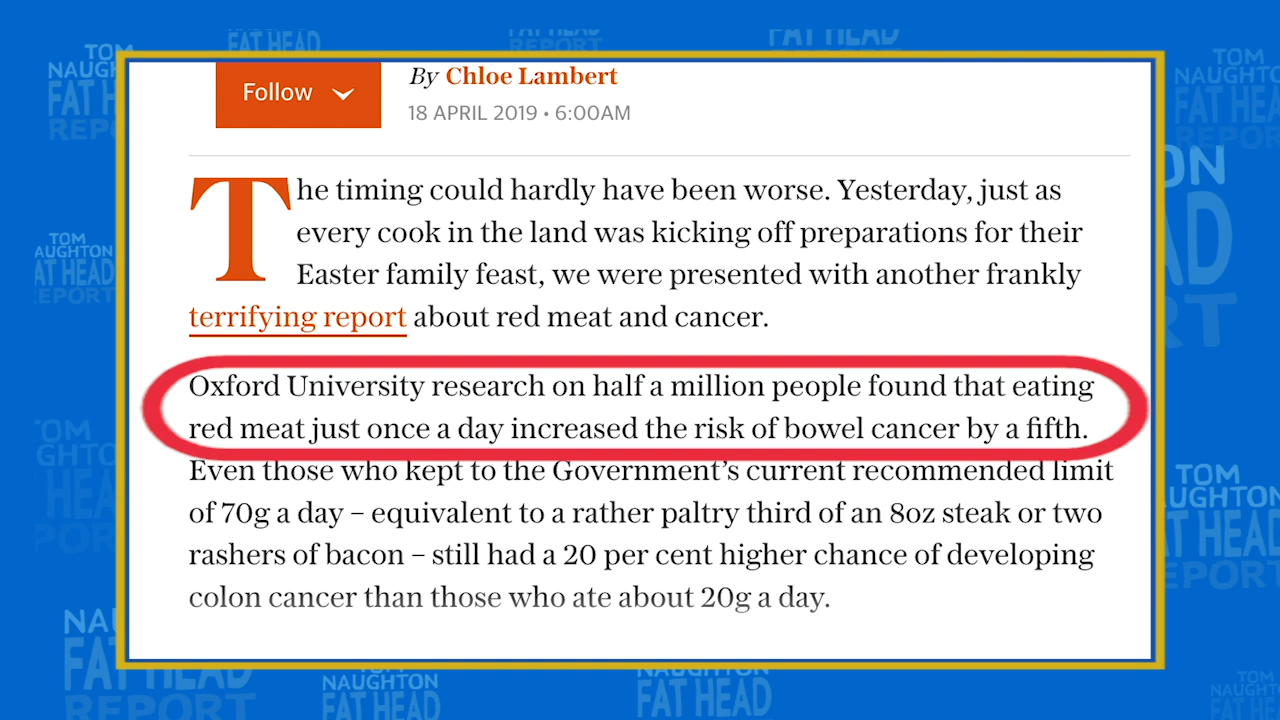 By Chloe Lambert
Follow
18 APRIL 2019 • 6:00AM
The timing could hardly have been worse. Yesterday, just as
every cook in the land was kicking off preparations for their
Easter family feast, we were presented with another frankly
terrifying report about red meat and cancer.
Oxford University research on half a million people found that eating
red meat just once a day increased the risk of bowel cancer by a fifth.
Even those who kept to the Government's current recommended limit
of 70g a day – equivalent to a rather paltry third of an 8oz steak or two
rashers of bacon – still had a 20 per cent higher chance of developing
colon cancer than those who ate about 20g a day.
TOM
NAUGHTON
FAT HEAD
REPORT